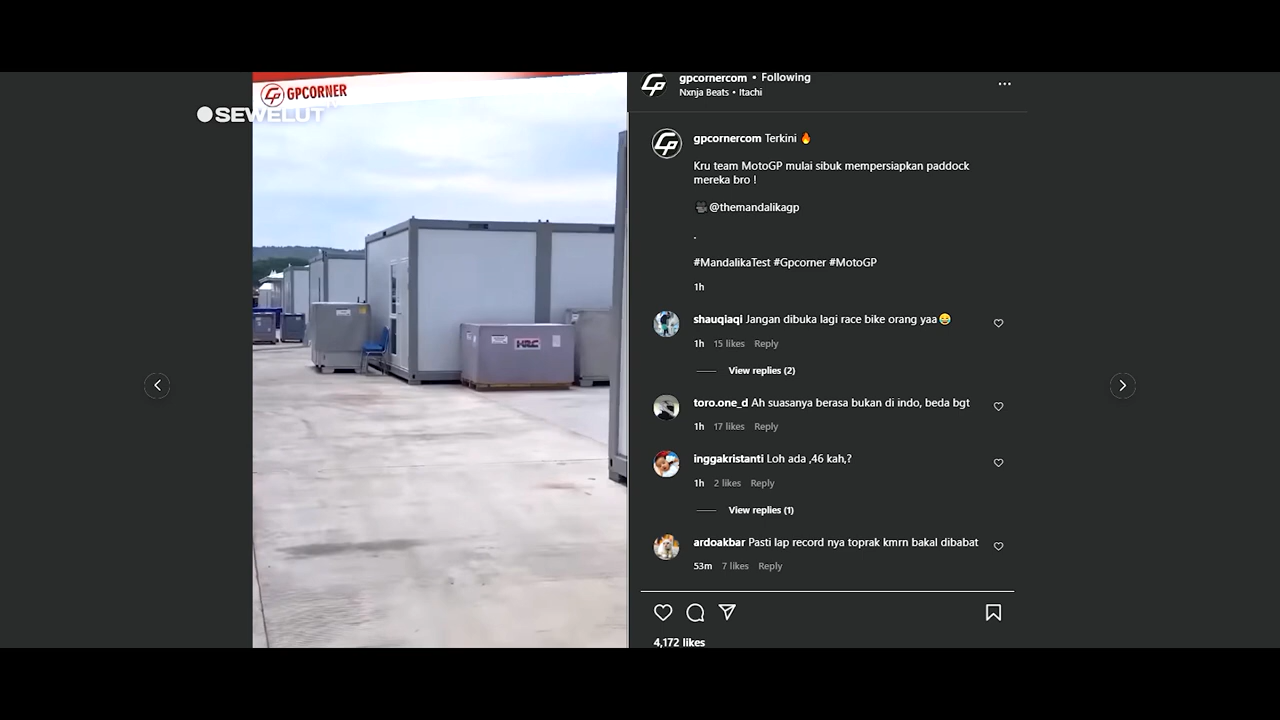 GPCORNER
SEWELUT
HRC
gpcornercom • Following
Nxnja Beats • Itachi
gpcornercom Terkini 🔥
Kru team MotoGP mulai sibuk mempersiapkan paddock
mereka bro !
🎥@themandalikagp
.
#MandalikaTest #Gpcorner #MotoGP
1h
shauqiaqi Jangan dibuka lagi race bike orang yaa😂
1h 15 likes Reply
View replies (2)
toro.one_d Ah suasanya berasa bukan di indo, beda bgt
1h 17 likes Reply
inggakristanti Loh ada ,46 kah,?
1h 2 likes Reply
View replies (1)
ardoakbar Pasti lap record nya toprak kmrn bakal dibabat
53m 7 likes Reply
4,172 likes